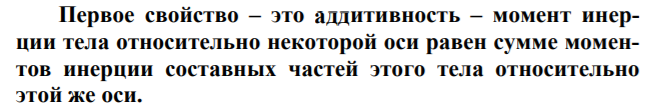 Первое свойство – это аддитивность – момент инер-
ции тела относительно некоторой оси равен сумме момен-
тов инерции составных частей этого тела относительно
этой же оси.